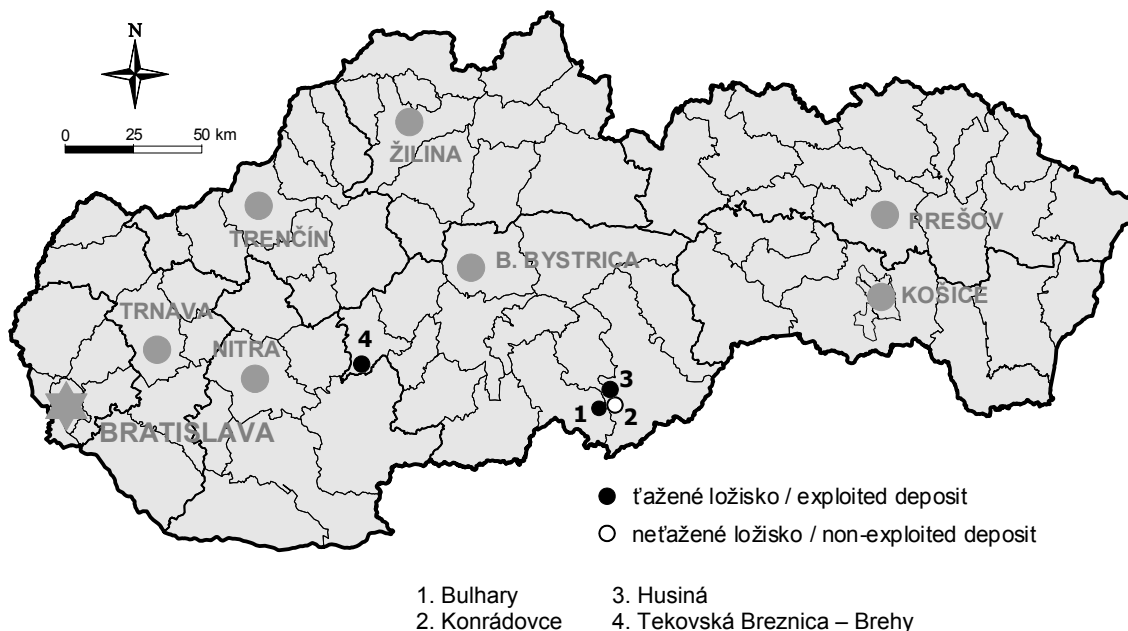 N
0 25 50 km
ŽILINA
TRENČÍN
PREŠOV
B. BYSTRICA
KOŠICE
TRNAVA
NITRA
4
3
1 2
BRATISLAVA
ťažené ložisko / exploited deposit
neťažené ložisko / non-exploited deposit
1. Bulhary 3. Husiná
2. Konrádovce 4. Tekovská Breznica – Brehy